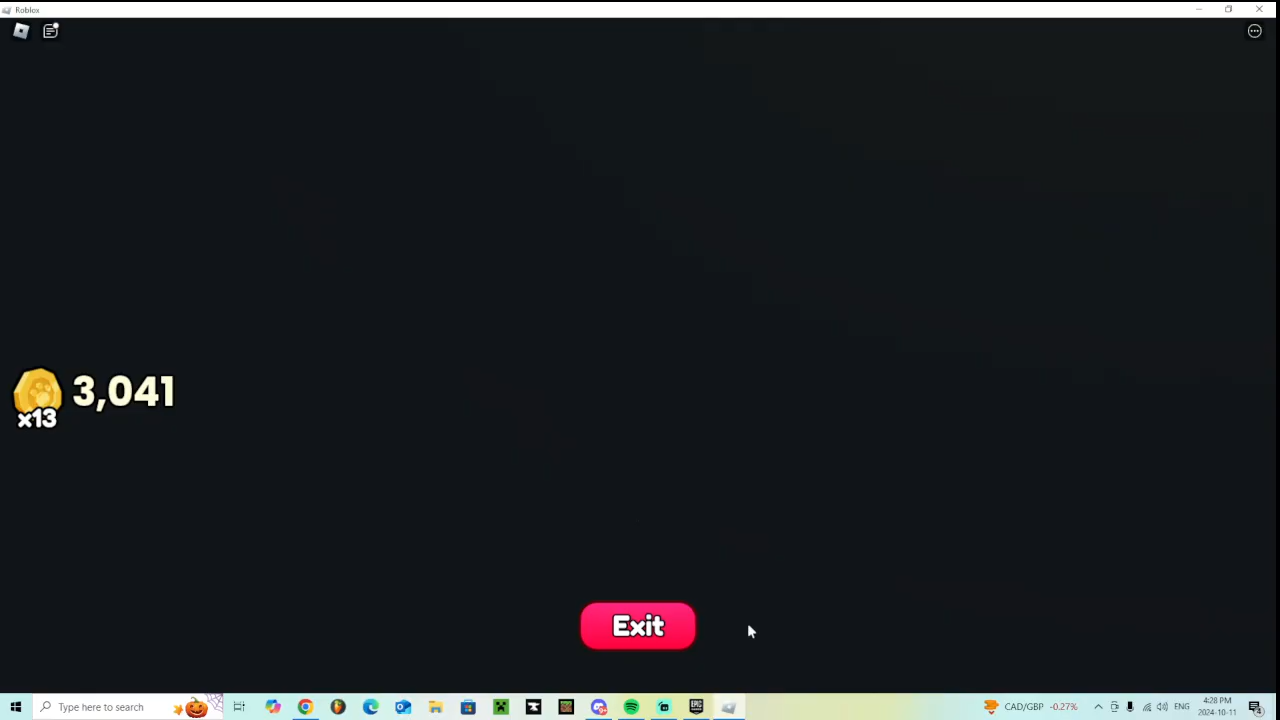 Roblox
3,041
x13
Exit
Type here to search
EPIC
CAD/GBP -0.27%
ENG
4:28 PM
2024-10-11